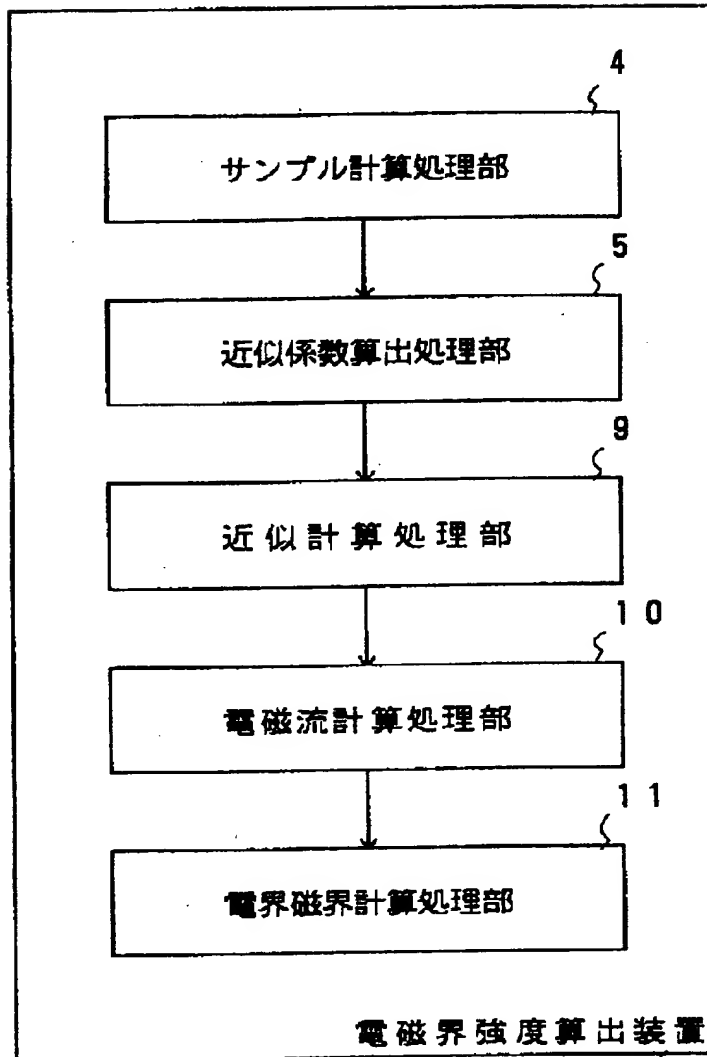 4
サンプル計算処理部
5
近似係数算出処理部
9
近似計算処理部
10
電磁流計算処理部
11
電界磁界計算処理部
電磁界強度算出装置